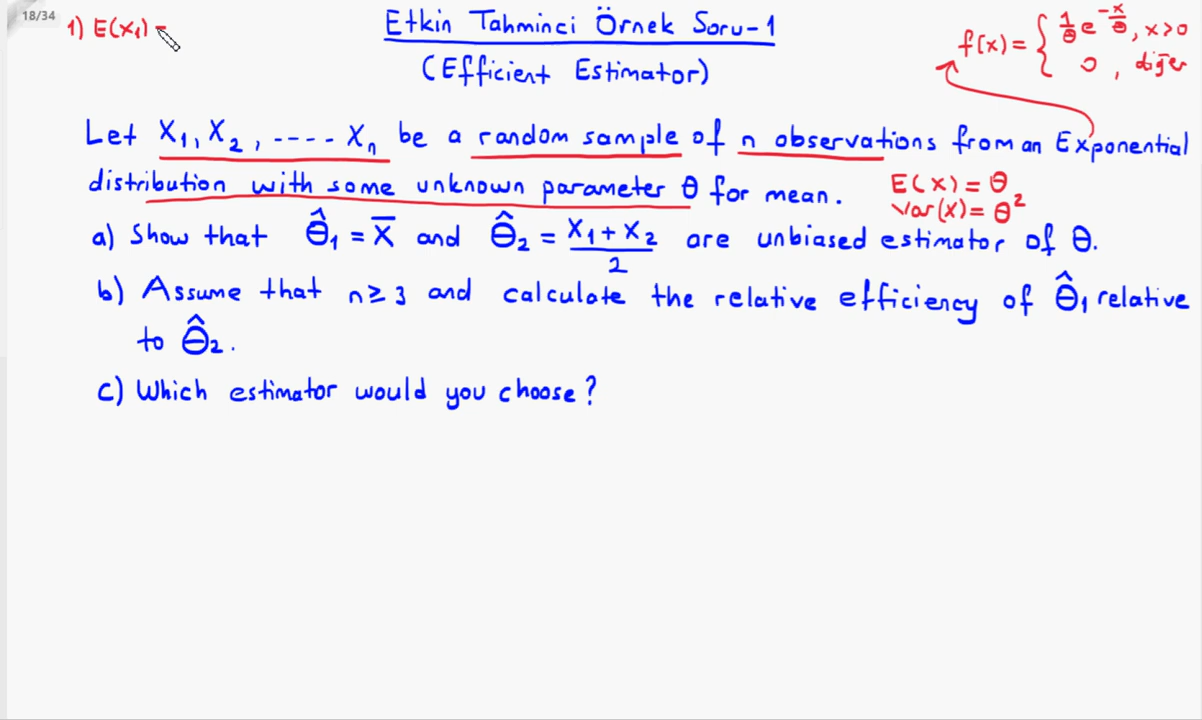 18/34
1) E(X₁) =
Etkin Tahminci Örnek Soru-1
(Efficient Estimator)
f(x) = { 1/θ e^(-x/θ), x>0
0 , diğer
Let X₁, X₂, ---- Xₙ be a random sample of n observations from an Exponential
distribution with some unknown parameter θ for mean.
E(X) = θ
Var(X) = θ²
a) Show that θ̂₁ = X̄ and θ̂₂ = (X₁ + X₂)/2 are unbiased estimator of θ.
b) Assume that n ≥ 3 and calculate the relative efficiency of θ̂₁ relative
to θ̂₂.
c) Which estimator would you choose?